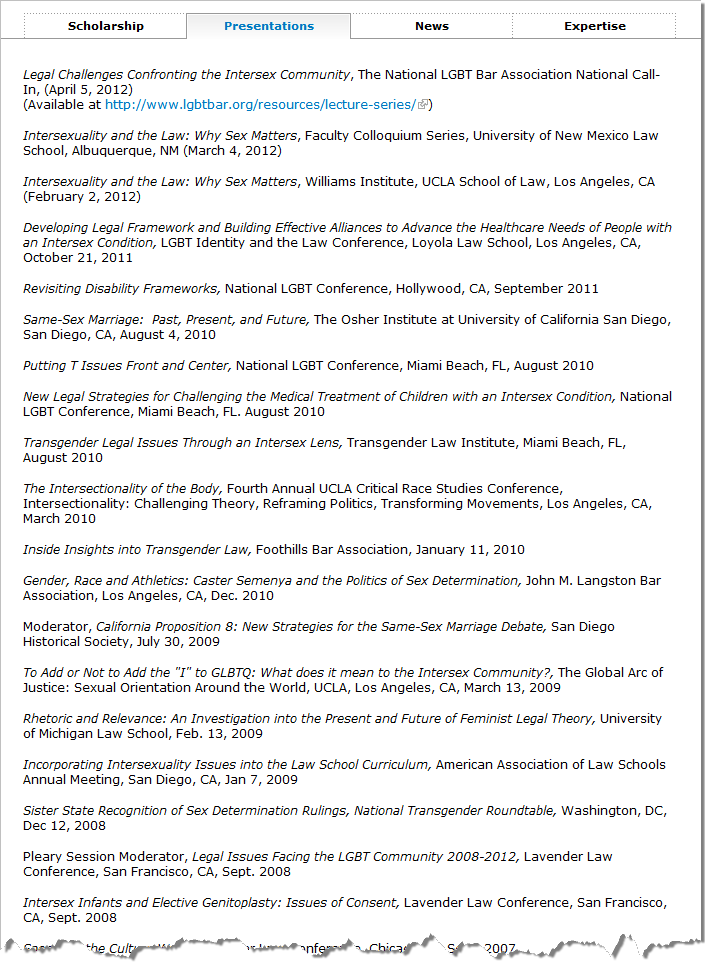 Scholarship Presentations News Expertise
Legal Challenges Confronting the Intersex Community, The National LGBT Bar Association National Call-
In, (April 5, 2012)
(Available at http://www.lgbtbar.org/resources/lecture-series/)
Intersexuality and the Law: Why Sex Matters, Faculty Colloquium Series, University of New Mexico Law
School, Albuquerque, NM (March 4, 2012)
Intersexuality and the Law: Why Sex Matters, Williams Institute, UCLA School of Law, Los Angeles, CA
(February 2, 2012)
Developing Legal Framework and Building Effective Alliances to Advance the Healthcare Needs of People with
an Intersex Condition, LGBT Identity and the Law Conference, Loyola Law School, Los Angeles, CA,
October 21, 2011
Revisiting Disability Frameworks, National LGBT Conference, Hollywood, CA, September 2011
Same-Sex Marriage:  Past, Present, and Future, The Osher Institute at University of California San Diego,
San Diego, CA, August 4, 2010
Putting T Issues Front and Center, National LGBT Conference, Miami Beach, FL, August 2010
New Legal Strategies for Challenging the Medical Treatment of Children with an Intersex Condition, National
LGBT Conference, Miami Beach, FL. August 2010
Transgender Legal Issues Through an Intersex Lens, Transgender Law Institute, Miami Beach, FL,
August 2010
The Intersectionality of the Body, Fourth Annual UCLA Critical Race Studies Conference,
Intersectionality: Challenging Theory, Reframing Politics, Transforming Movements, Los Angeles, CA,
March 2010
Inside Insights into Transgender Law, Foothills Bar Association, January 11, 2010
Gender, Race and Athletics: Caster Semenya and the Politics of Sex Determination, John M. Langston Bar
Association, Los Angeles, CA, Dec. 2010
Moderator, California Proposition 8: New Strategies for the Same-Sex Marriage Debate, San Diego
Historical Society, July 30, 2009
To Add or Not to Add the "I" to GLBTQ: What does it mean to the Intersex Community?, The Global Arc of
Justice: Sexual Orientation Around the World, UCLA, Los Angeles, CA, March 13, 2009
Rhetoric and Relevance: An Investigation into the Present and Future of Feminist Legal Theory, University
of Michigan Law School, Feb. 13, 2009
Incorporating Intersexuality Issues into the Law School Curriculum, American Association of Law Schools
Annual Meeting, San Diego, CA, Jan 7, 2009
Sister State Recognition of Sex Determination Rulings, National Transgender Roundtable, Washington, DC,
Dec 12, 2008
Pleary Session Moderator, Legal Issues Facing the LGBT Community 2008-2012, Lavender Law
Conference, San Francisco, CA, Sept. 2008
Intersex Infants and Elective Genitoplasty: Issues of Consent, Lavender Law Conference, San Francisco,
CA, Sept. 2008
the 2007